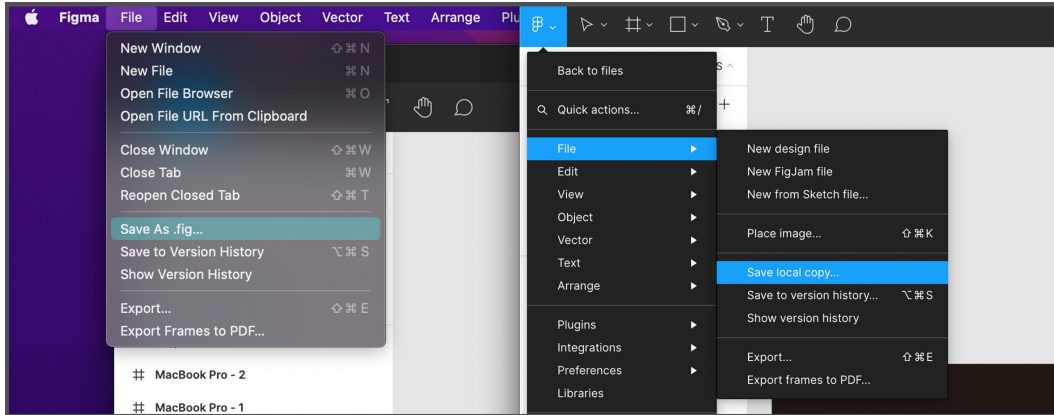 Figma File Edit View Object Vector Text Arrange
New Window ⇧⌘N
New File ⌘N
Open File Browser ⌘O
Open File URL From Clipboard
Close Window ⇧⌘W
Close Tab ⌘W
Reopen Closed Tab ⇧⌘T
Save As .fig...
Save to Version History ⌥⌘S
Show Version History
Export... ⇧⌘E
Export Frames to PDF...
MacBook Pro - 2
MacBook Pro - 1
Back to files
Quick actions... ⌘/
File
Edit
View
Object
Vector
Text
Arrange
Plugins
Integrations
Preferences
Libraries
New design file
New FigJam file
New from Sketch file...
Place image... ⇧⌘K
Save local copy...
Save to version history... ⌥⌘S
Show version history
Export... ⇧⌘E
Export frames to PDF...